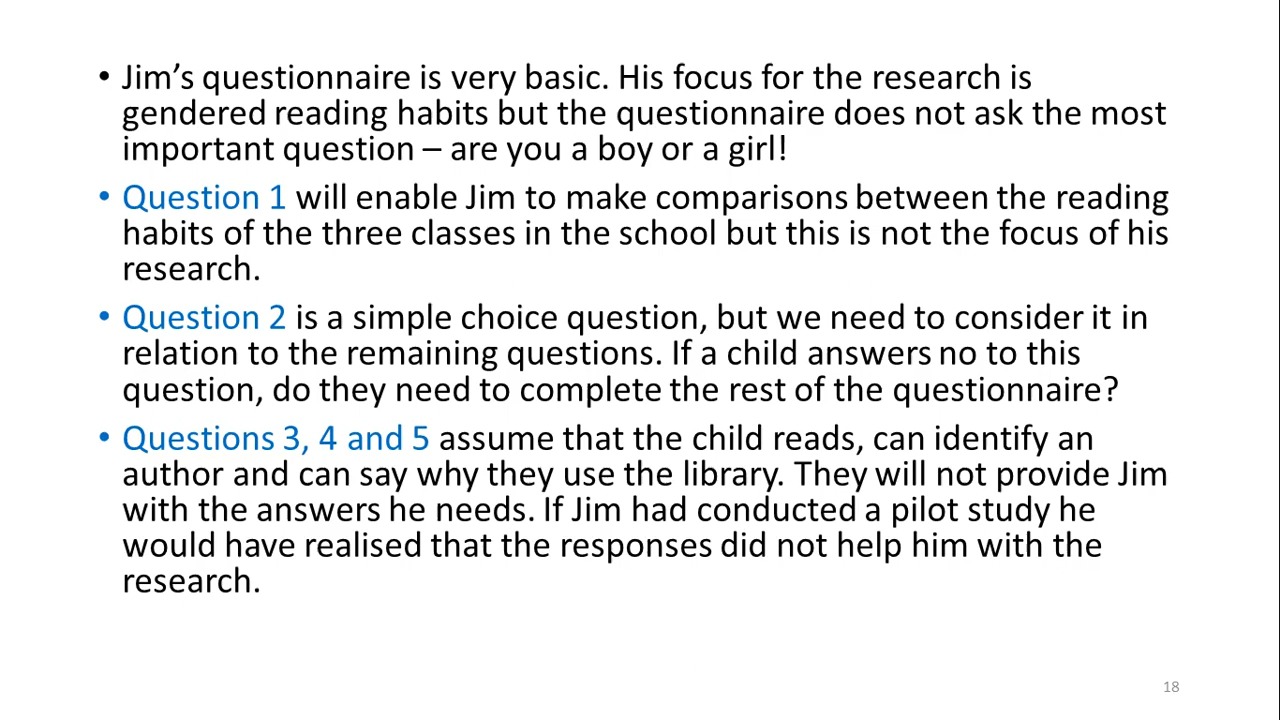 • Jim’s questionnaire is very basic. His focus for the research is
gendered reading habits but the questionnaire does not ask the most
important question – are you a boy or a girl!
• Question 1 will enable Jim to make comparisons between the reading
habits of the three classes in the school but this is not the focus of his
research.
• Question 2 is a simple choice question, but we need to consider it in
relation to the remaining questions. If a child answers no to this
question, do they need to complete the rest of the questionnaire?
• Questions 3, 4 and 5 assume that the child reads, can identify an
author and can say why they use the library. They will not provide Jim
with the answers he needs. If Jim had conducted a pilot study he
would have realised that the responses did not help him with the
research.
18